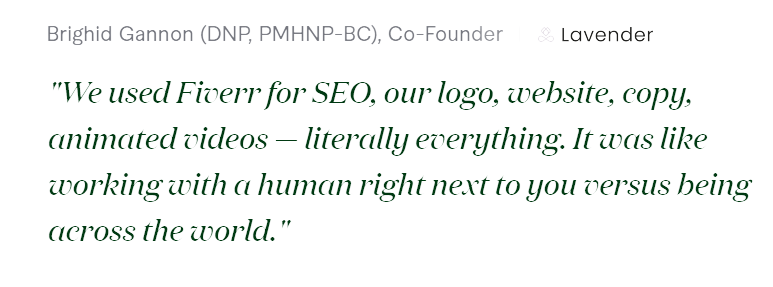 Brighid Gannon (DNP, PMHNP-BC), Co-Founder Lavender
"We used Fiverr for SEO, our logo, website, copy,
animated videos — literally everything. It was like
working with a human right next to you versus being
across the world."